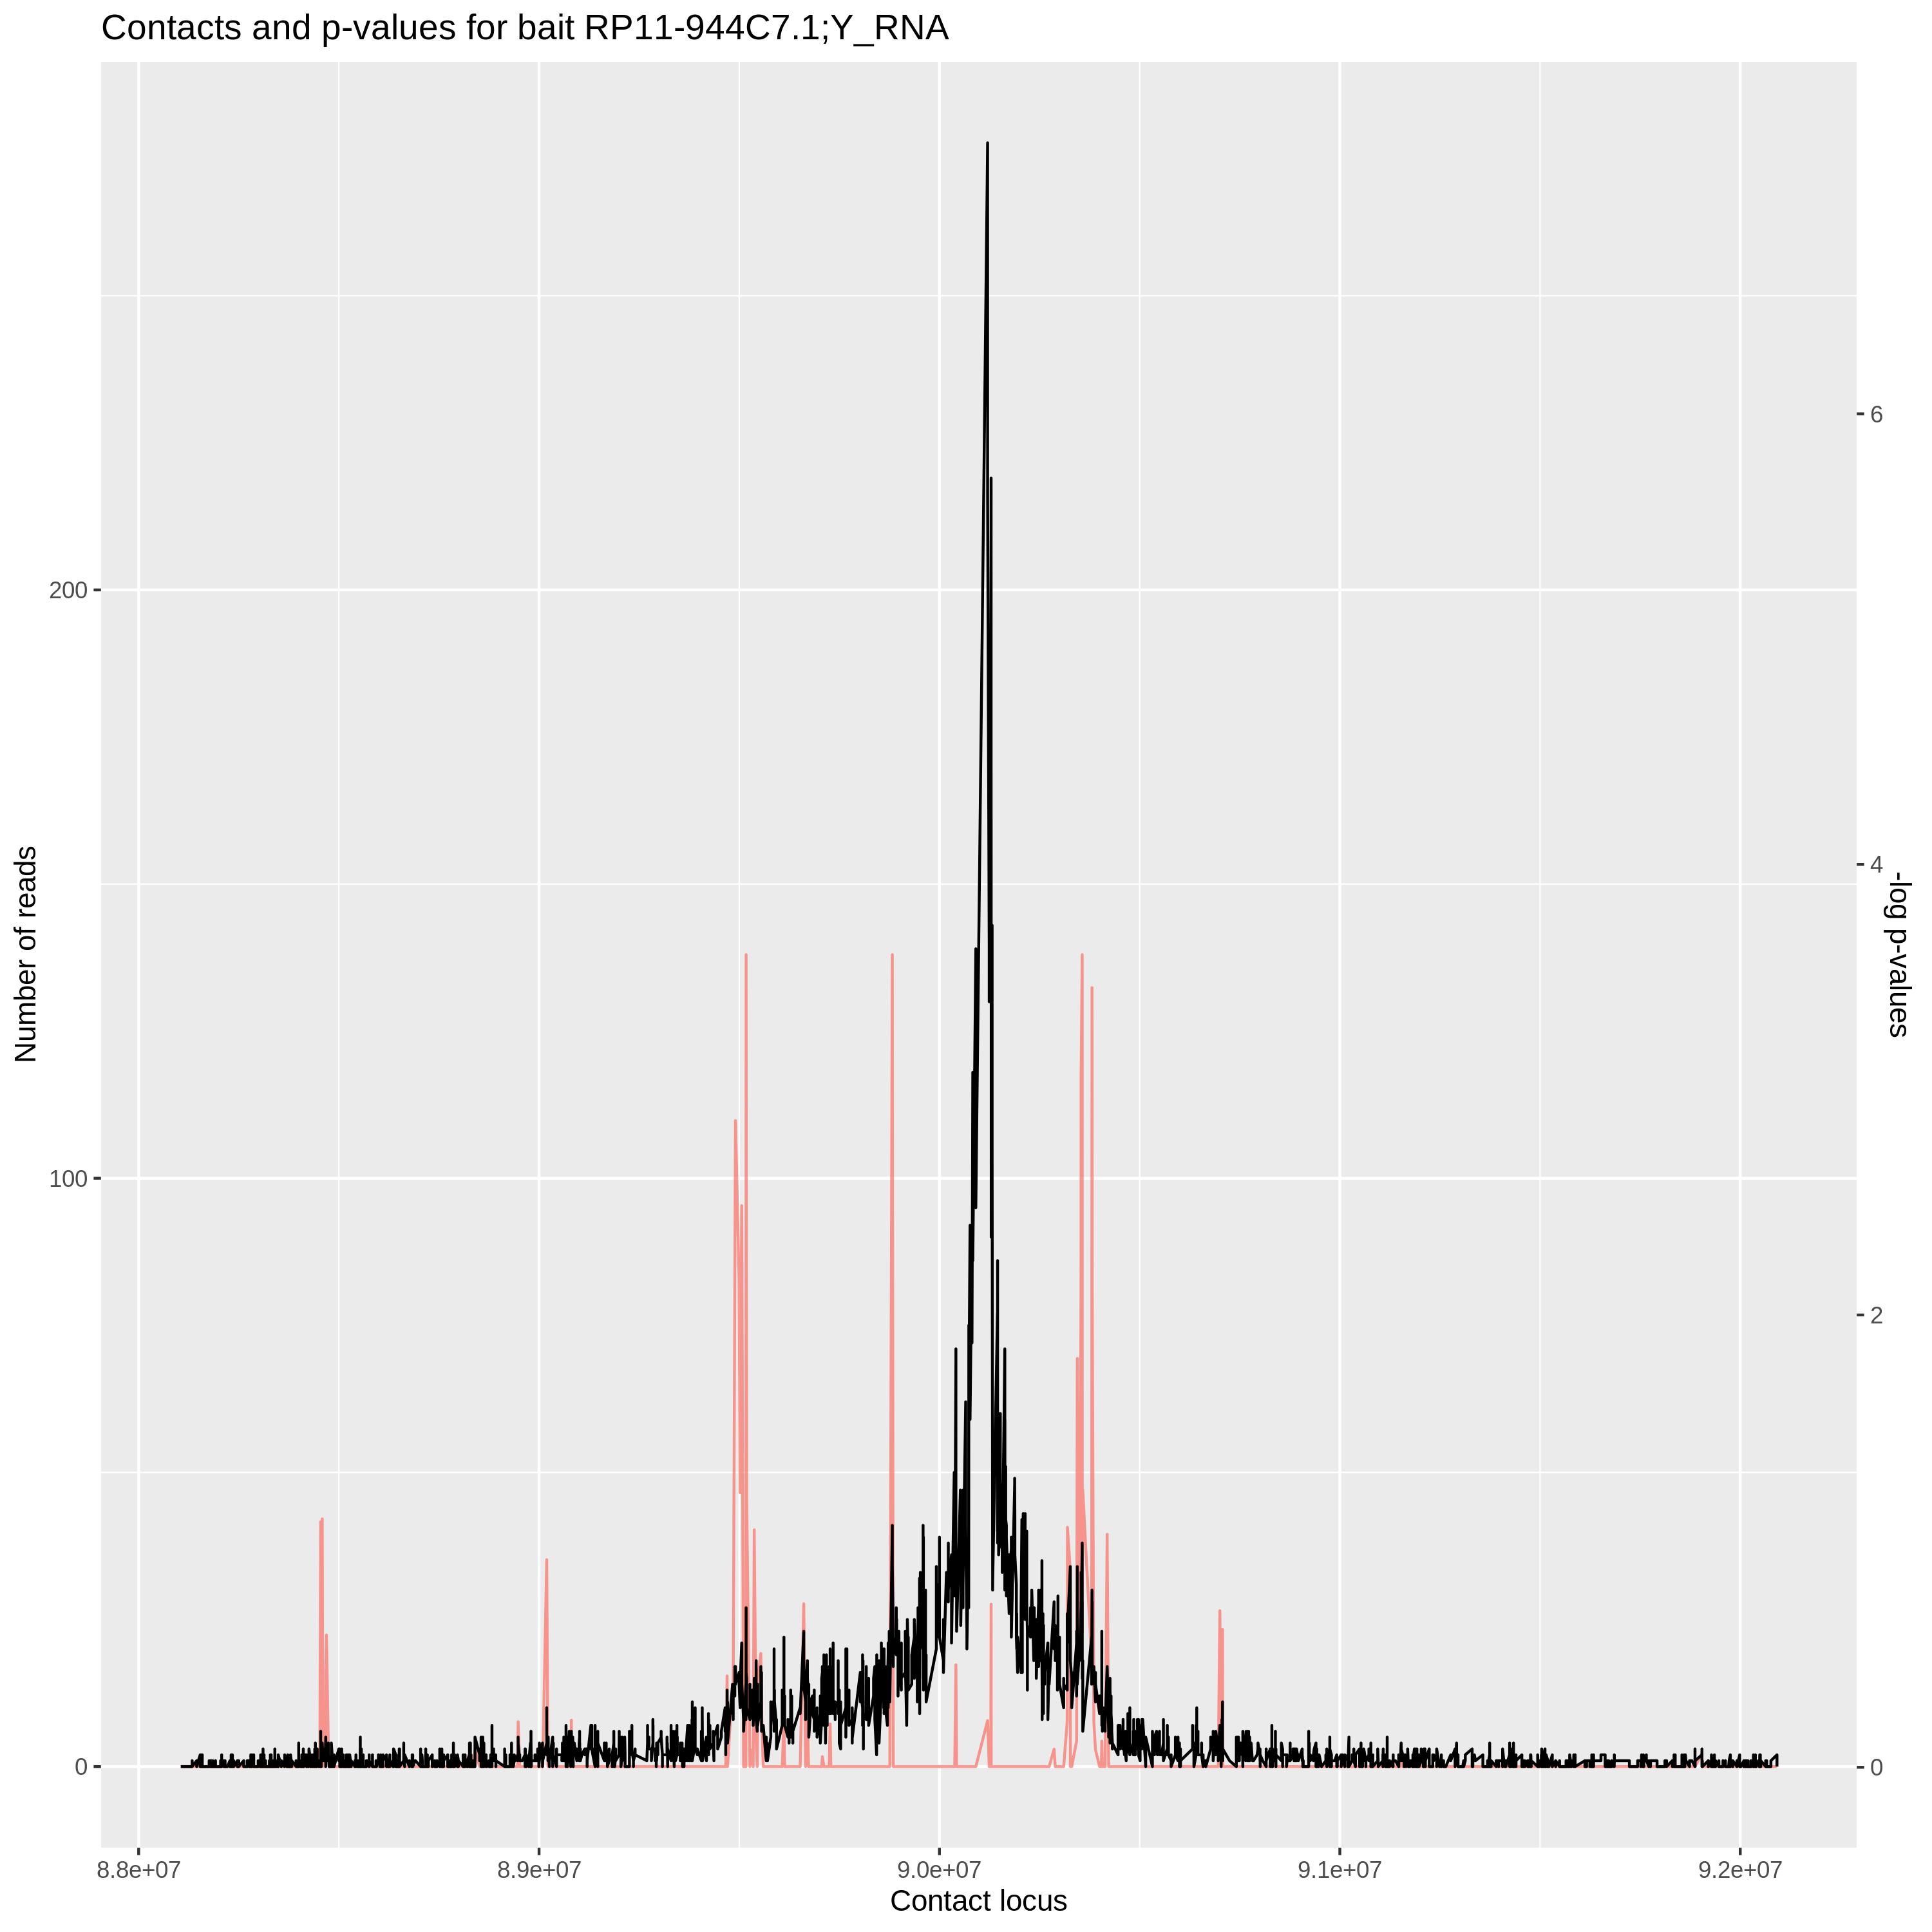 Contacts and p-values for bait RP11-944C7.1;Y_RNA
Number of reads
200
100
0
6
4
2
0
-log p-values
8.8e+07 8.9e+07 9.0e+07 9.1e+07 9.2e+07
Contact locus